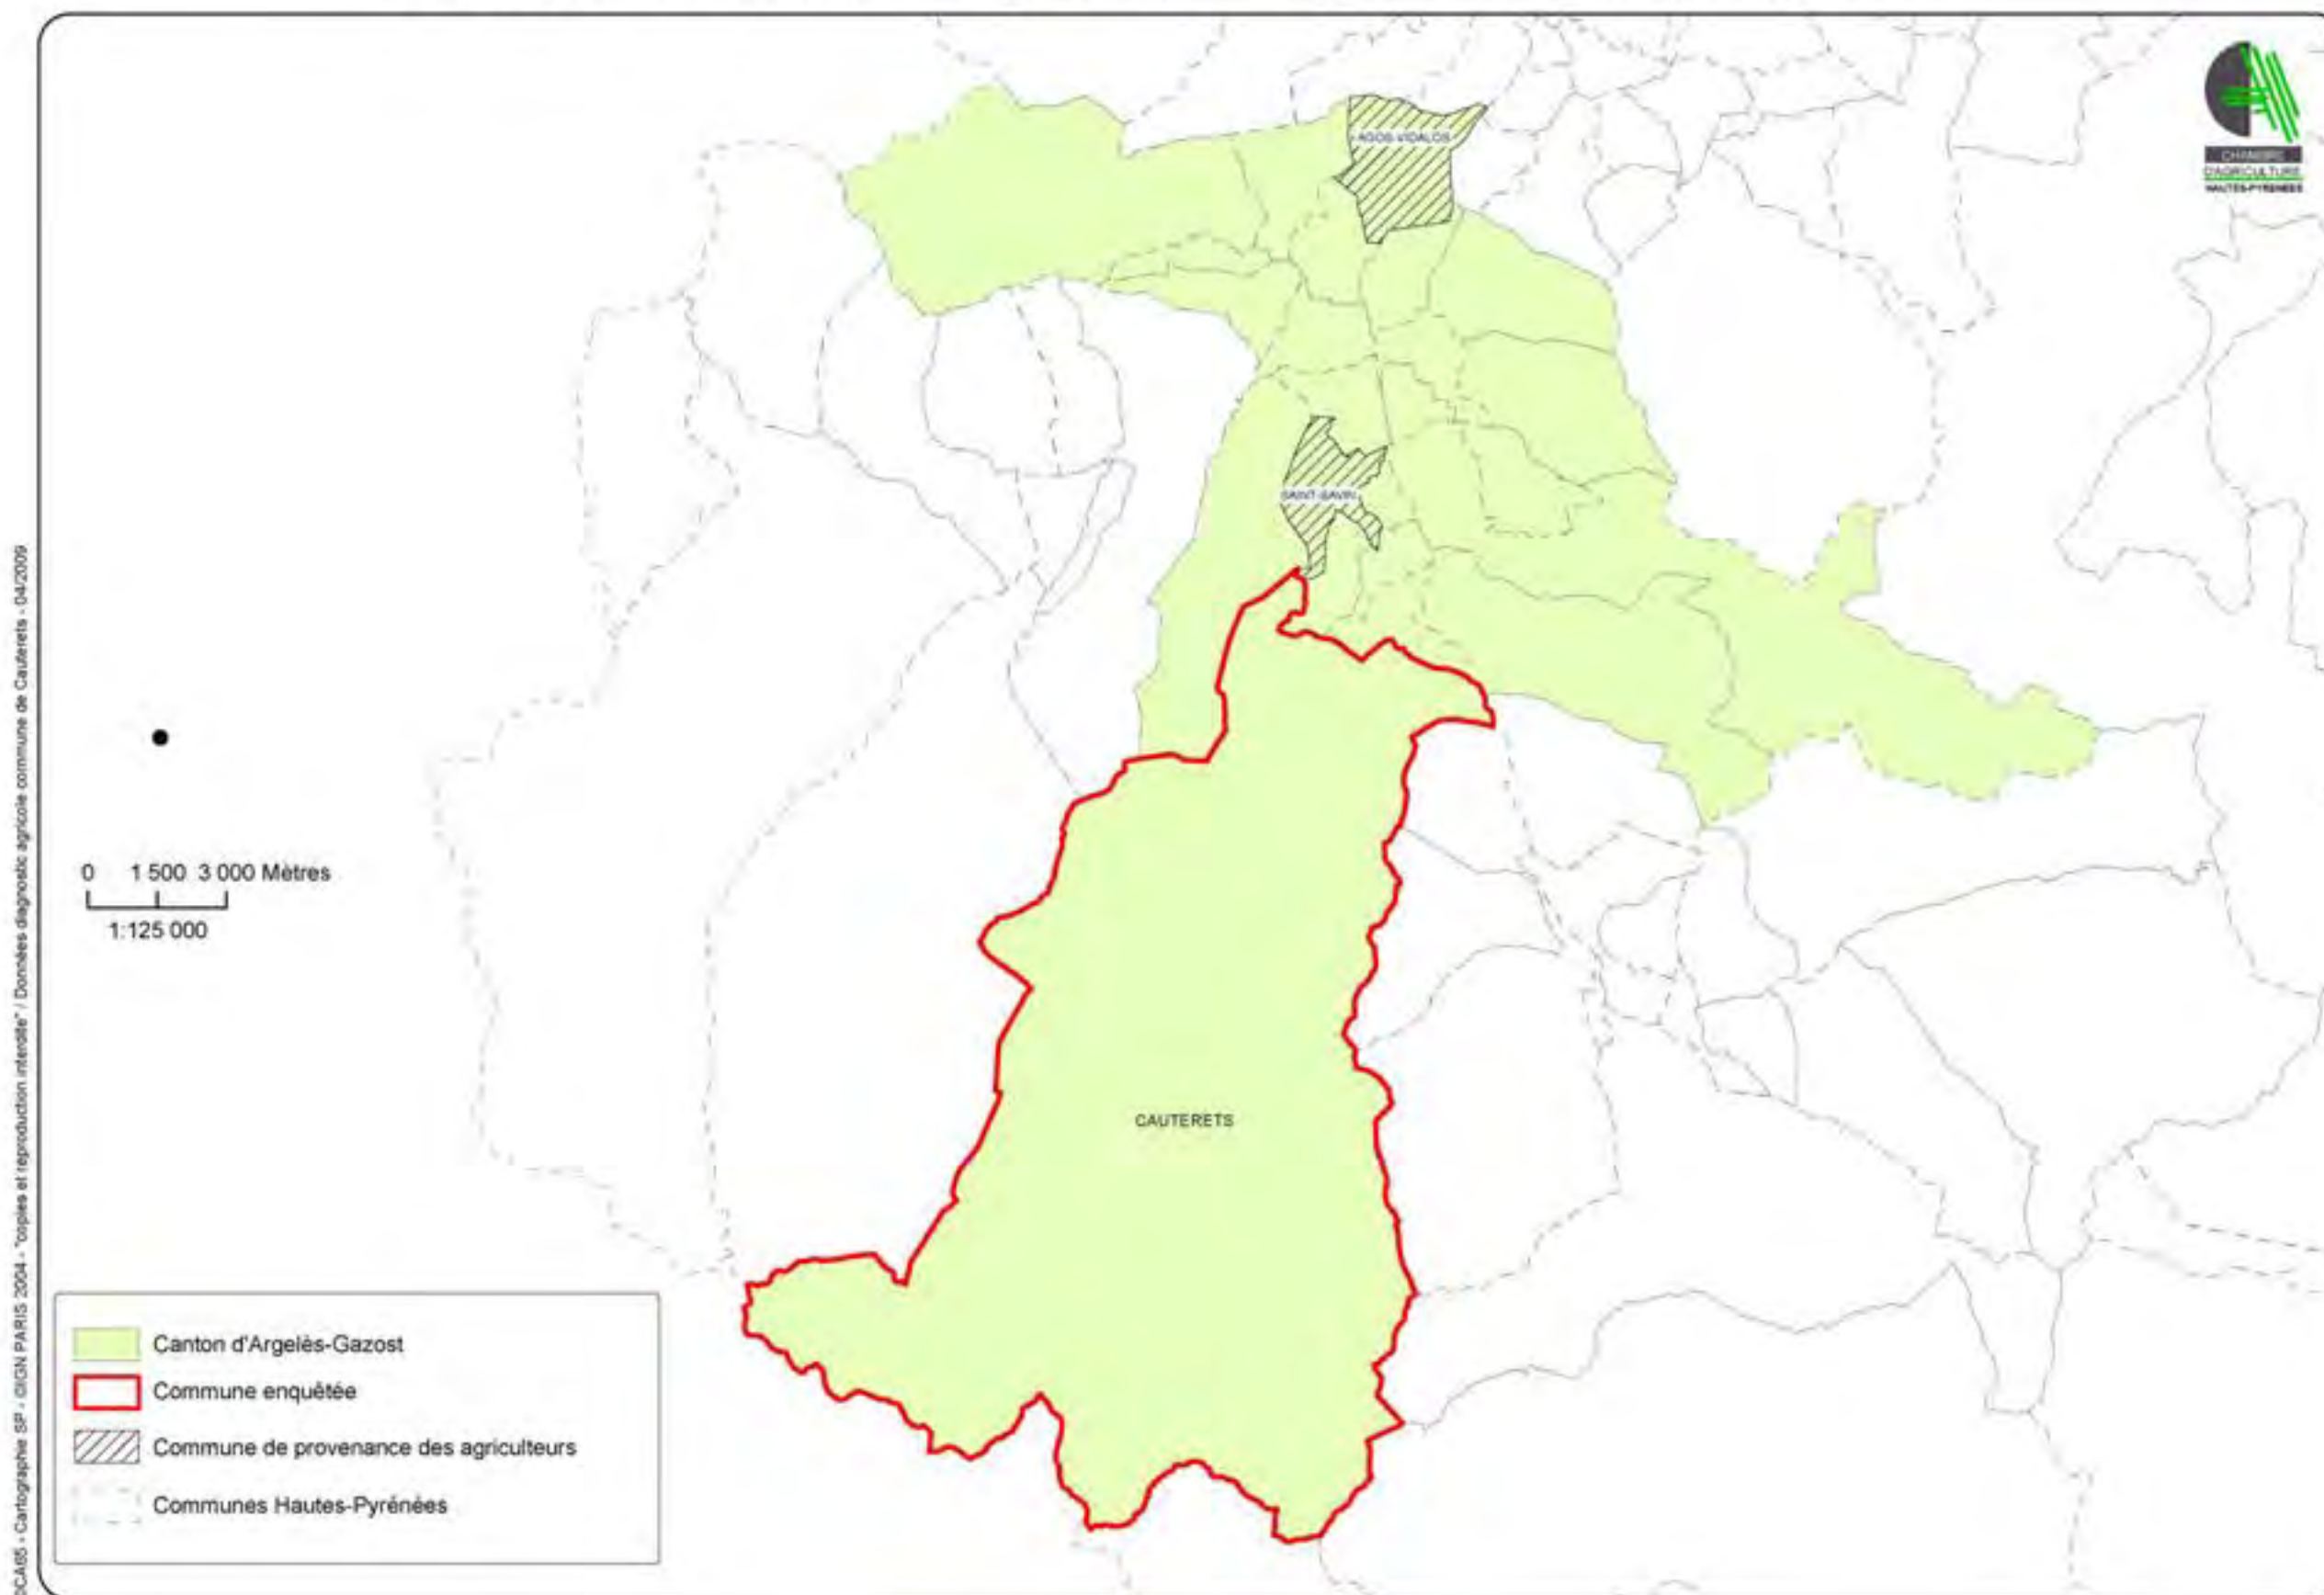 AGOS-VIDALOS
CHAMBRE
D'AGRICULTURE
HAUTES-PYRENEES
SAINT-SAVIN
CAUTERETS
0 1 500 3 000 Mètres
1:125 000
Canton d'Argelès-Gazost
Commune enquêtée
Commune de provenance des agriculteurs
Communes Hautes-Pyrénées
DCA65 - Cartographie SP - ©IGN PARIS 2004 - "copies et reproduction interdite" / Données diagnostic agricole commune de Cauterets - 04/2009